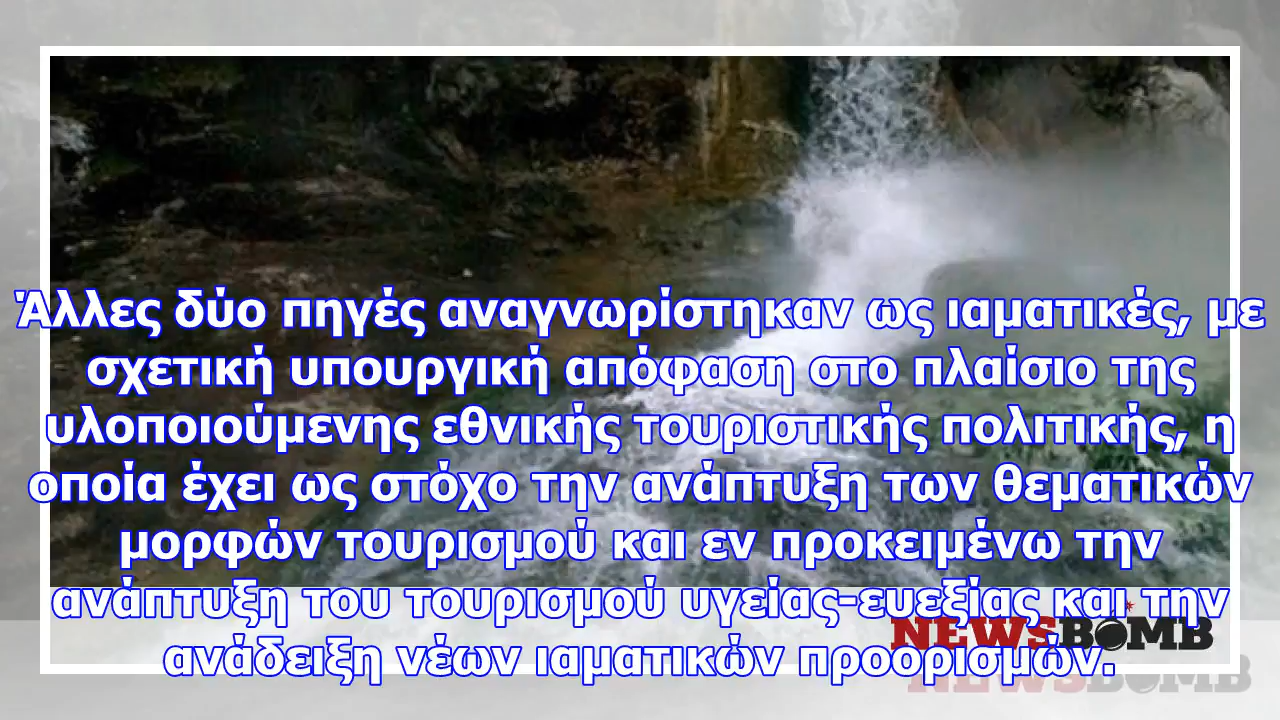 Άλλες δύο πηγές αναγνωρίστηκαν ως ιαματικές, με
σχετική υπουργική απόφαση στο πλαίσιο της
υλοποιούμενης εθνικής τουριστικής πολιτικής, η
οποία έχει ως στόχο την ανάπτυξη των θεματικών
μορφών τουρισμού και εν προκειμένω την
ανάπτυξη του τουρισμού υγείας-ευεξίας και την
ανάδειξη νέων ιαματικών προορισμών.
NEWSBOMB
NEWSBOMB